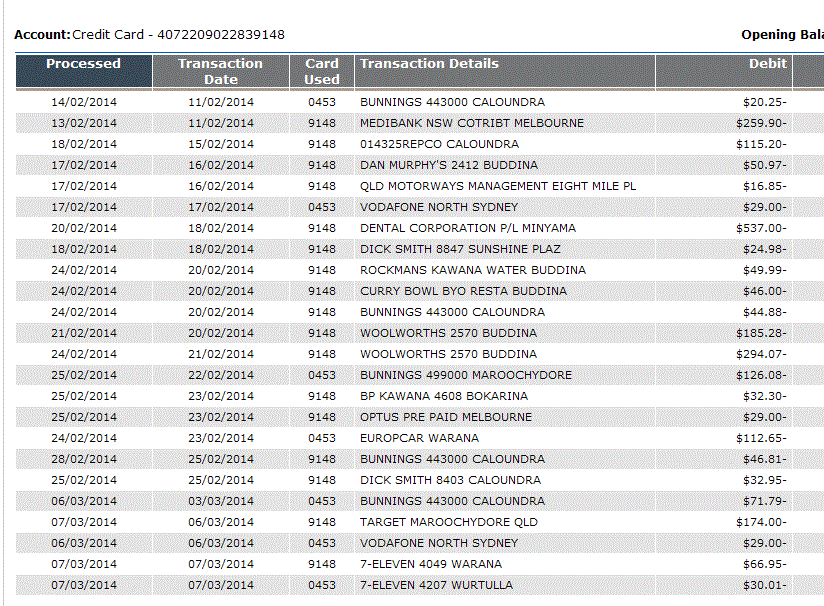 Account: Credit Card - 4072209022839148 Opening Bala
Processed Transaction Date Card Used Transaction Details Debit
14/02/2014 11/02/2014 0453 BUNNINGS 443000 CALOUNDRA $20.25-
13/02/2014 11/02/2014 9148 MEDIBANK NSW COTRIBT MELBOURNE $259.90-
18/02/2014 15/02/2014 9148 014325REPCO CALOUNDRA $115.20-
17/02/2014 16/02/2014 9148 DAN MURPHY'S 2412 BUDDINA $50.97-
17/02/2014 16/02/2014 9148 QLD MOTORWAYS MANAGEMENT EIGHT MILE PL $16.85-
17/02/2014 17/02/2014 0453 VODAFONE NORTH SYDNEY $29.00-
20/02/2014 18/02/2014 9148 DENTAL CORPORATION P/L MINYAMA $537.00-
18/02/2014 18/02/2014 9148 DICK SMITH 8847 SUNSHINE PLAZ $24.98-
24/02/2014 20/02/2014 9148 ROCKMANS KAWANA WATER BUDDINA $49.99-
24/02/2014 20/02/2014 9148 CURRY BOWL BYO RESTA BUDDINA $46.00-
24/02/2014 20/02/2014 9148 BUNNINGS 443000 CALOUNDRA $44.88-
21/02/2014 20/02/2014 9148 WOOLWORTHS 2570 BUDDINA $185.28-
24/02/2014 21/02/2014 9148 WOOLWORTHS 2570 BUDDINA $294.07-
25/02/2014 22/02/2014 0453 BUNNINGS 499000 MAROOCHYDORE $126.08-
25/02/2014 23/02/2014 9148 BP KAWANA 4608 BOKARINA $32.30-
25/02/2014 23/02/2014 9148 OPTUS PRE PAID MELBOURNE $29.00-
24/02/2014 23/02/2014 0453 EUROPCAR WARANA $112.65-
28/02/2014 25/02/2014 9148 BUNNINGS 443000 CALOUNDRA $46.81-
25/02/2014 25/02/2014 9148 DICK SMITH 8403 CALOUNDRA $32.95-
06/03/2014 03/03/2014 0453 BUNNINGS 443000 CALOUNDRA $71.79-
07/03/2014 06/03/2014 9148 TARGET MAROOCHYDORE QLD $174.00-
06/03/2014 06/03/2014 0453 VODAFONE NORTH SYDNEY $29.00-
07/03/2014 07/03/2014 9148 7-ELEVEN 4049 WARANA $66.95-
07/03/2014 07/03/2014 0453 7-ELEVEN 4207 WURTULLA $30.01-